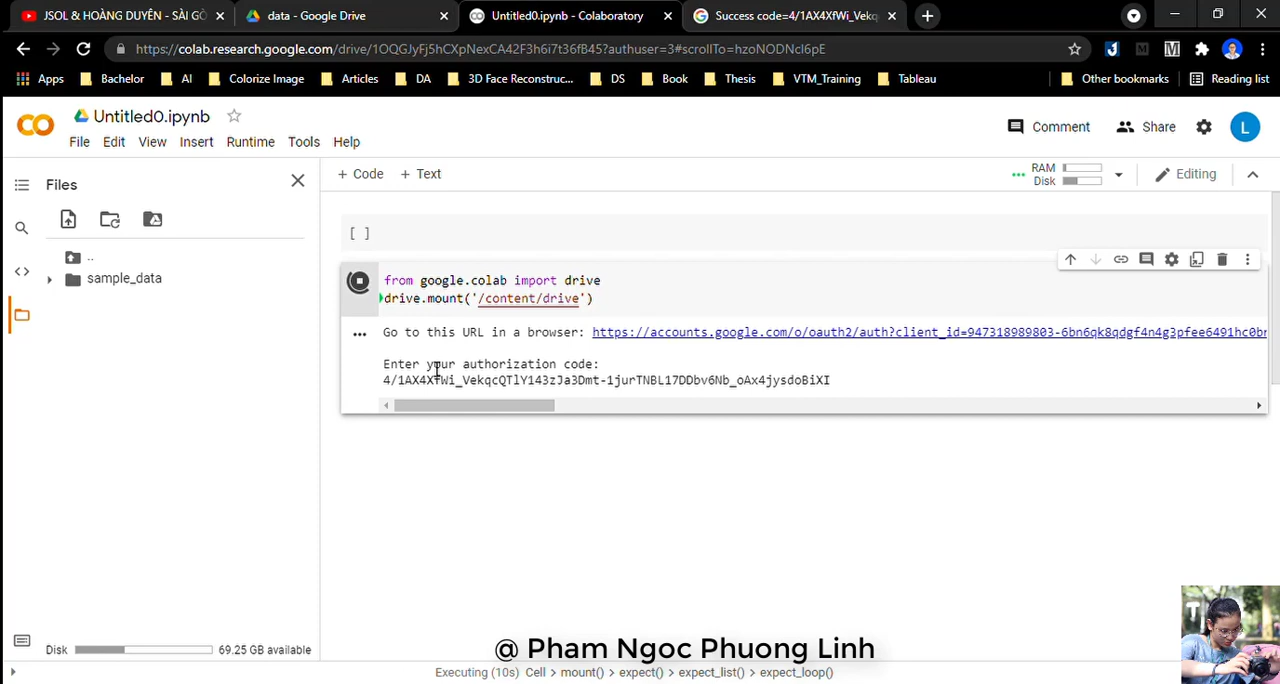 JSOL & HOÀNG DUYÊN - SÀI GÒ
data - Google Drive
Untitled0.ipynb - Colaboratory
Success code=4/1AX4XfWi_Vekq
https://colab.research.google.com/drive/1OQGJyFj5hCXpNexCA42F3h6i7t36fB45?authuser=3#scrollTo=hzoNODNcI6pE
Apps Bachelor AI Colorize Image Articles DA 3D Face Reconstruc... DS Book Thesis VTM_Training Tableau Other bookmarks Reading list
CO Untitled0.ipynb
File Edit View Insert Runtime Tools Help
Comment Share L
Files
+ Code + Text
RAM
Disk
Editing
..
sample_data
[ ]
from google.colab import drive
drive.mount('/content/drive')
Go to this URL in a browser: https://accounts.google.com/o/oauth2/auth?client_id=947318989803-6bn6qk8qdgf4n4g3pfee6491hc0br
Enter your authorization code:
4/1AX4XfWi_VekqcQTlY143zJa3Dmt-1jurTNBL17DDbv6Nb_oAx4jysdoBiXI
Disk 69.25 GB available
@ Pham Ngoc Phuong Linh
Executing (10s) Cell > mount() > expect() > expect_list() > expect_loop()